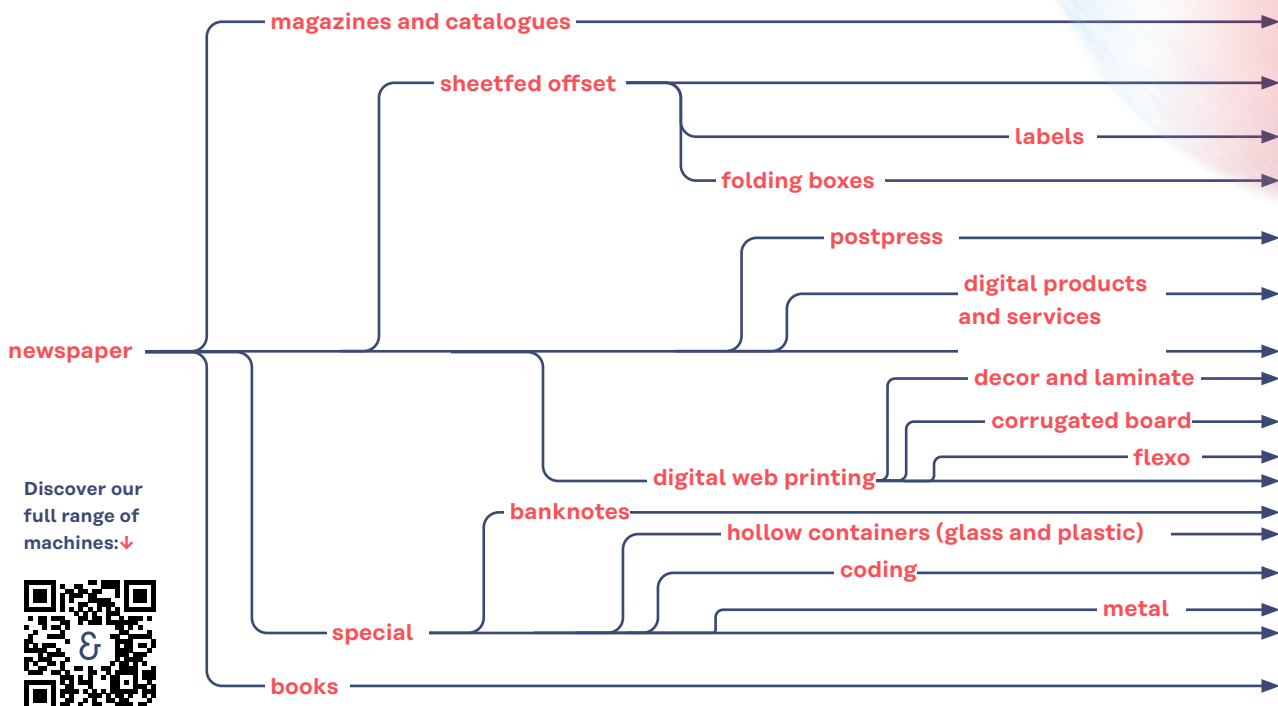 magazines and catalogues
sheetfed offset
labels
folding boxes
postpress
digital products
and services
newspaper
decor and laminate
corrugated board
flexo
digital web printing
Discover our
full range of
machines:↓
banknotes
hollow containers (glass and plastic)
coding
metal
special
&
books